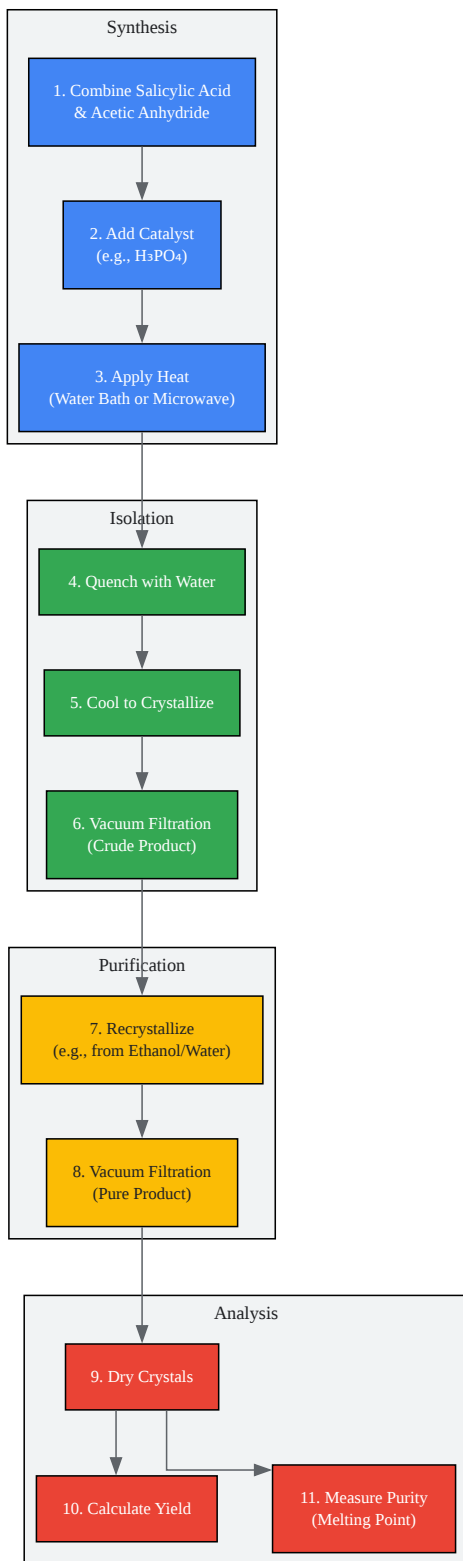 Synthesis
1. Combine Salicylic Acid
& Acetic Anhydride
2. Add Catalyst
(e.g., H₃PO₄)
3. Apply Heat
(Water Bath or Microwave)
Isolation
4. Quench with Water
5. Cool to Crystallize
6. Vacuum Filtration
(Crude Product)
Purification
7. Recrystallize
(e.g., from Ethanol/Water)
8. Vacuum Filtration
(Pure Product)
Analysis
9. Dry Crystals
10. Calculate Yield
11. Measure Purity
(Melting Point)